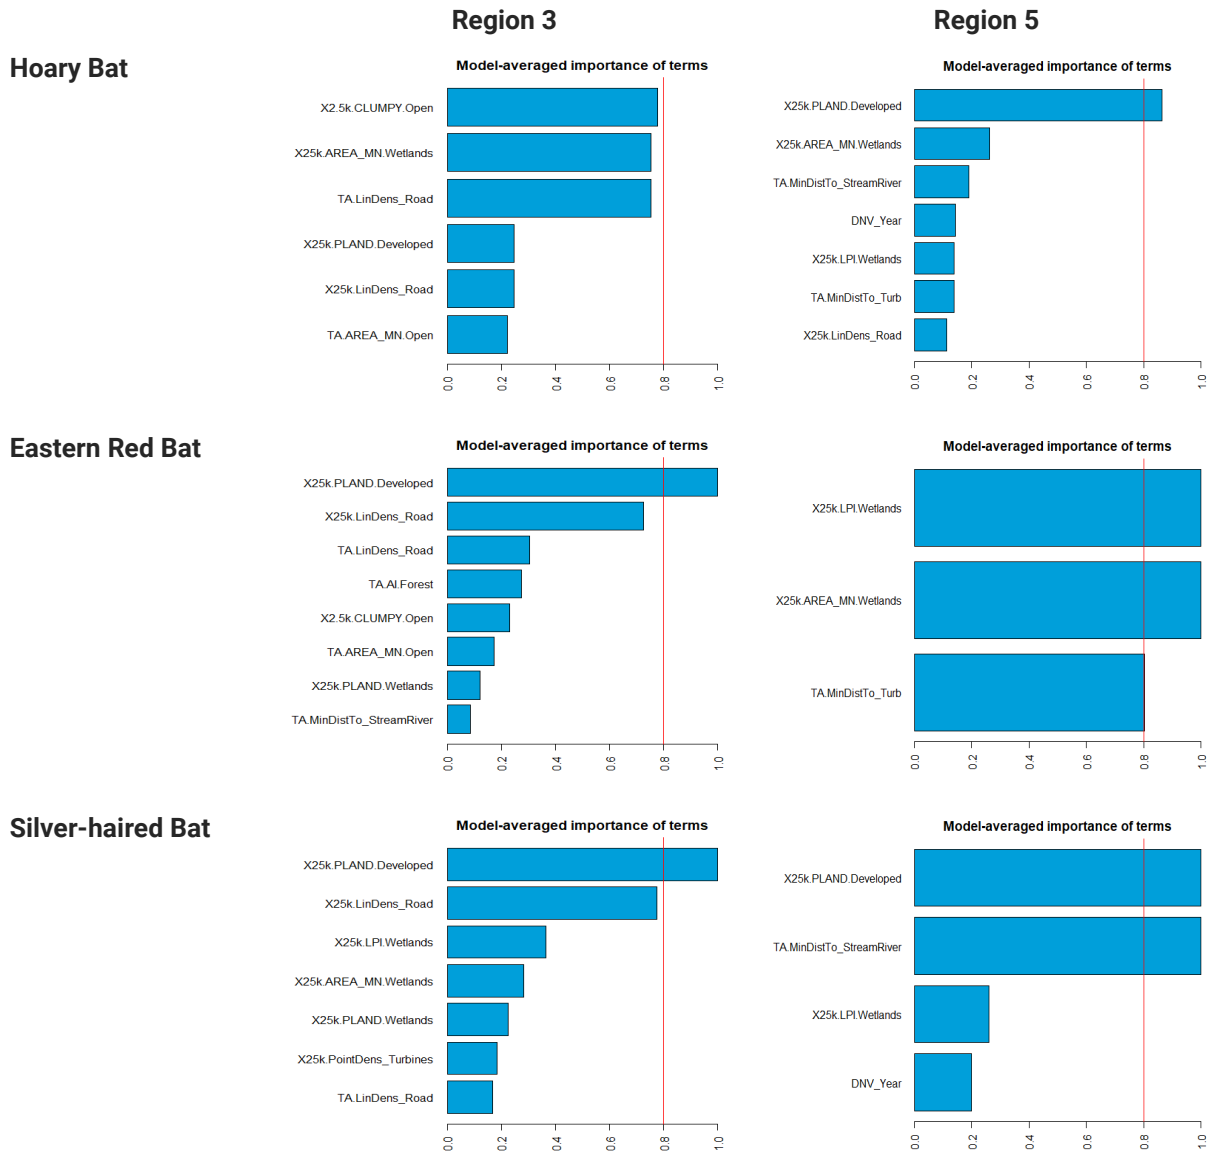 Region 3
Region 5
Hoary Bat
Model-averaged importance of terms
X2.5k.CLUMPY.Open
X25k.AREA_MN.Wetlands
TA.LinDens_Road
X25k.PLAND.Developed
X25k.LinDens_Road
TA.AREA_MN.Open
0.0
0.2
0.4
0.6
0.8
1.0
Model-averaged importance of terms
X25k.PLAND.Developed
X25k.AREA_MN.Wetlands
TA.MinDistTo_StreamRiver
DNV_Year
X25k.LPI.Wetlands
TA.MinDistTo_Turb
X25k.LinDens_Road
0.0
0.2
0.4
0.6
0.8
1.0
Eastern Red Bat
Model-averaged importance of terms
X25k.PLAND.Developed
X25k.LinDens_Road
TA.LinDens_Road
TA.AI.Forest
X2.5k.CLUMPY.Open
TA.AREA_MN.Open
X25k.PLAND.Wetlands
TA.MinDistTo_StreamRiver
0.0
0.2
0.4
0.6
0.8
1.0
Model-averaged importance of terms
X25k.LPI.Wetlands
X25k.AREA_MN.Wetlands
TA.MinDistTo_Turb
0.0
0.2
0.4
0.6
0.8
1.0
Silver-haired Bat
Model-averaged importance of terms
X25k.PLAND.Developed
X25k.LinDens_Road
X25k.LPI.Wetlands
X25k.AREA_MN.Wetlands
X25k.PLAND.Wetlands
X25k.PointDens_Turbines
TA.LinDens_Road
0.0
0.2
0.4
0.6
0.8
1.0
Model-averaged importance of terms
X25k.PLAND.Developed
TA.MinDistTo_StreamRiver
X25k.LPI.Wetlands
DNV_Year
0.0
0.2
0.4
0.6
0.8
1.0